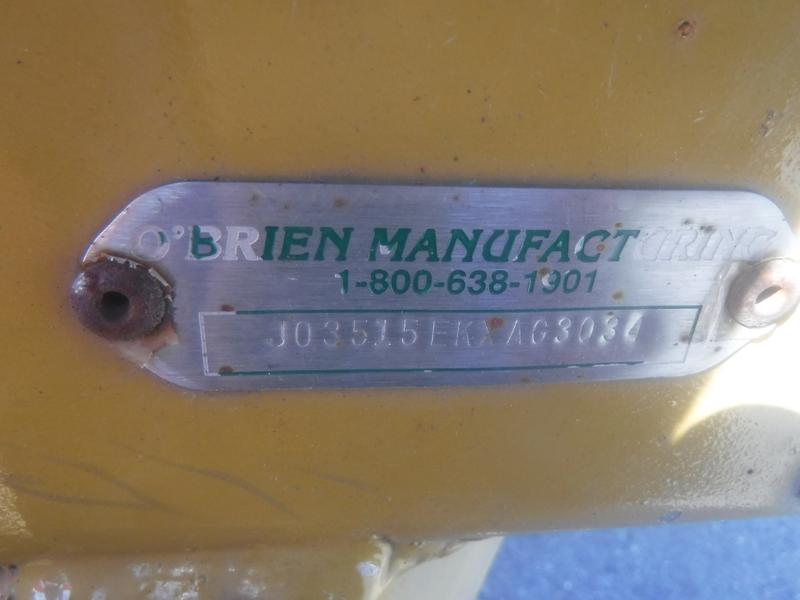 O'BRIEN MANUFACTURING
1-800-638-1901
J03515EKXAG3034